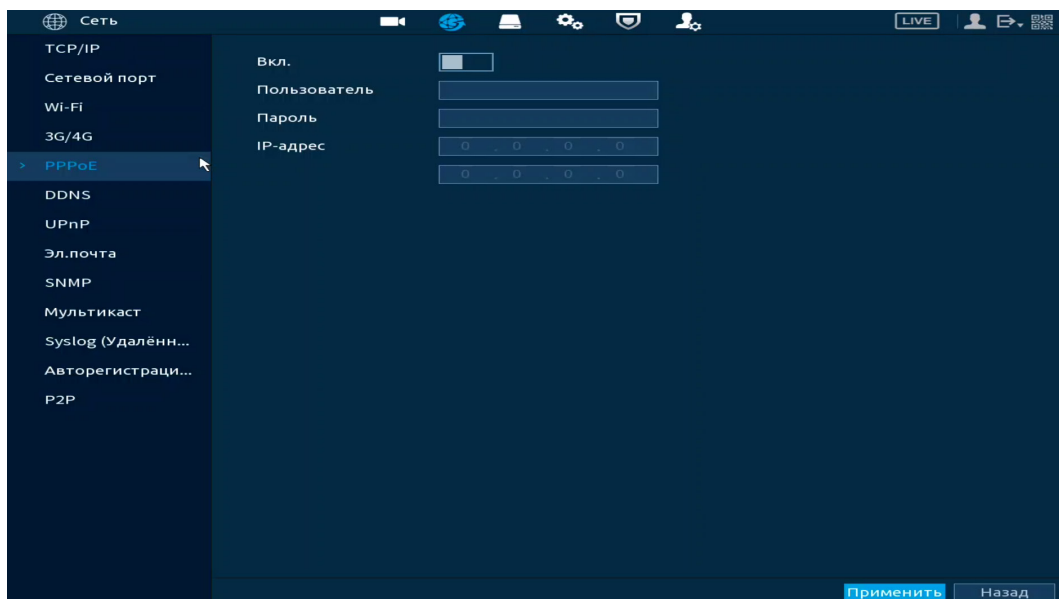 Сеть
LIVE
TCP/IP
Сетевой порт
Wi-Fi
3G/4G
PPPoE
DDNS
UPnP
Эл.почта
SNMP
Мультикаст
Syslog (Удалённ...
Авторегистраци...
P2P
Вкл.
Пользователь
Пароль
IP-адрес
0 . 0 . 0 . 0
0 . 0 . 0 . 0
Применить
Назад